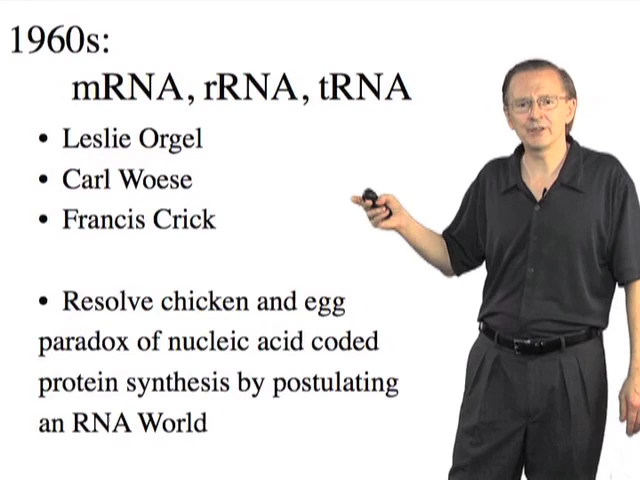 1960s:
mRNA, rRNA, tRNA
• Leslie Orgel
• Carl Woese
• Francis Crick
• Resolve chicken and egg
paradox of nucleic acid coded
protein synthesis by postulating
an RNA World